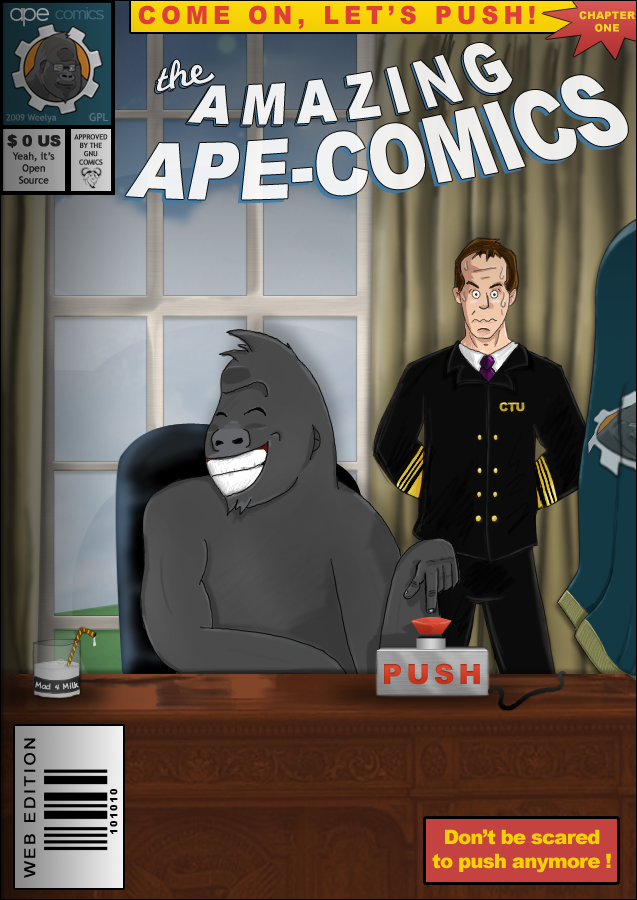 COME ON, LET'S PUSH!
CHAPTER
ONE
ape comics
2009 Weelya GPL
$ 0 US
Yeah, It's
Open
Source
APPROVED
BY THE
GNU
COMICS
the
AMAZING
APE-COMICS
CTU
Mad 4 Milk
PUSH
WEB EDITION
101010
Don't be scared
to push anymore !